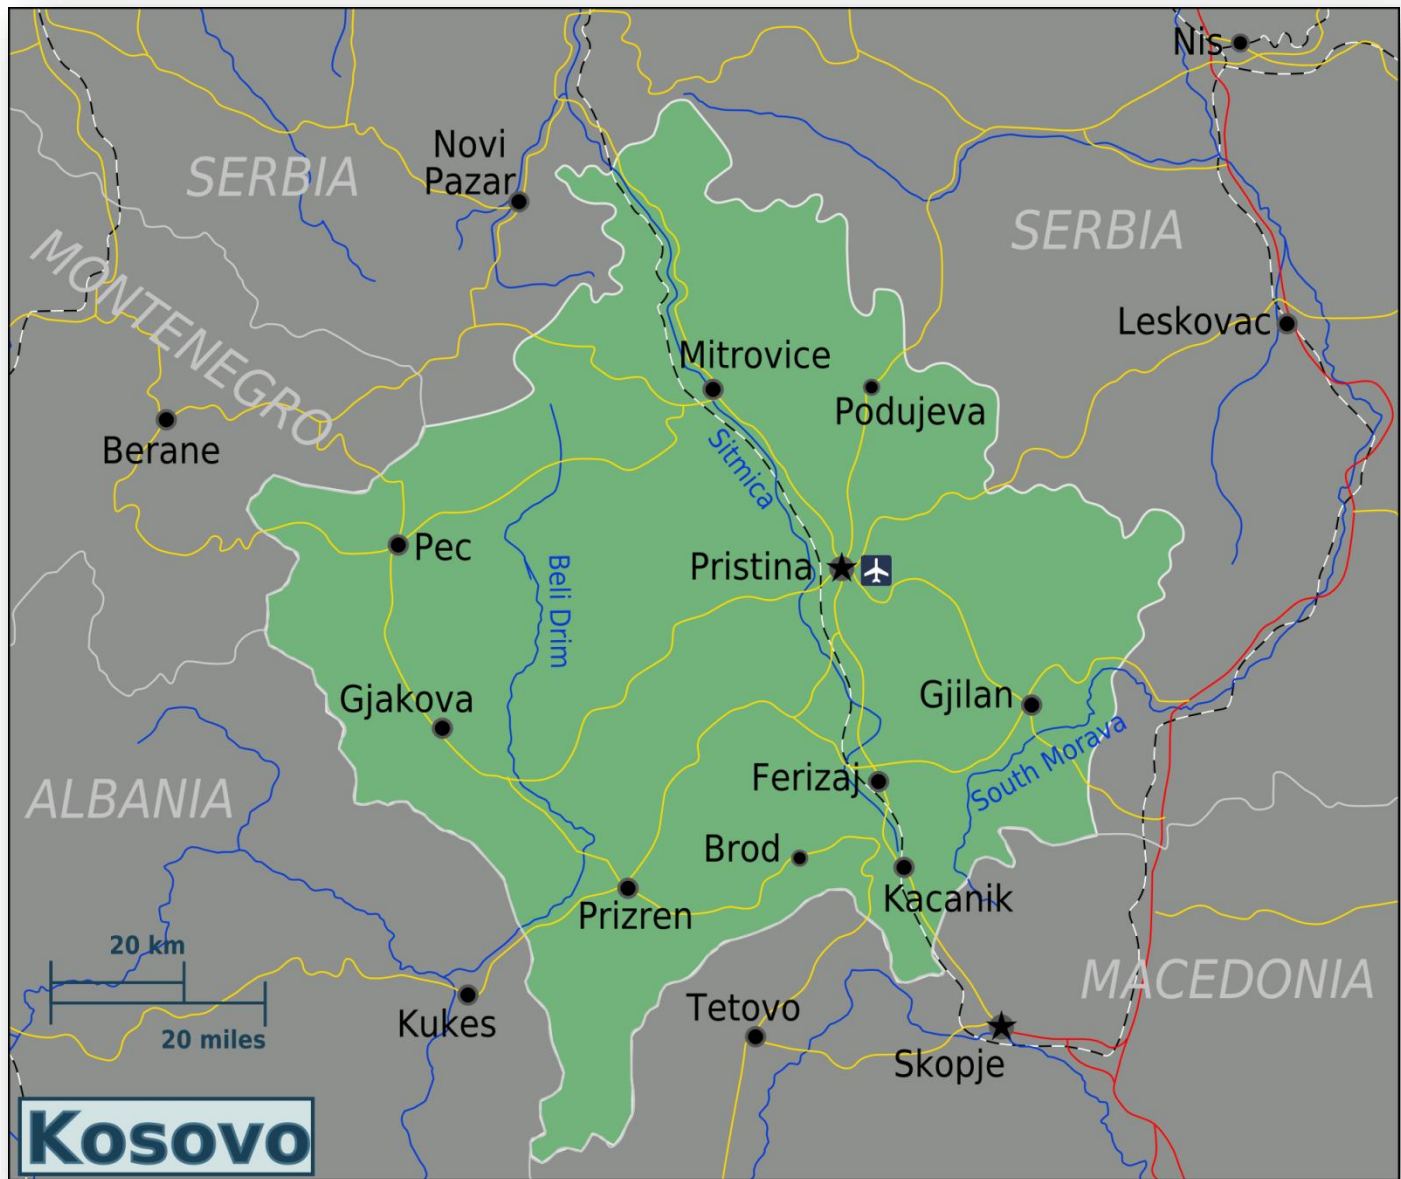 Nis
Novi
Pazar
SERBIA
SERBIA
MONTENEGRO
Leskovac
Mitrovice
Podujeva
Berane
Sitmica
Pec
Pristina
Beli Drim
Gjakova
Gjilan
South Morava
Ferizaj
ALBANIA
Brod
Kacanik
Prizren
20 km
MACEDONIA
Kukes
Tetovo
20 miles
Skopje
Kosovo